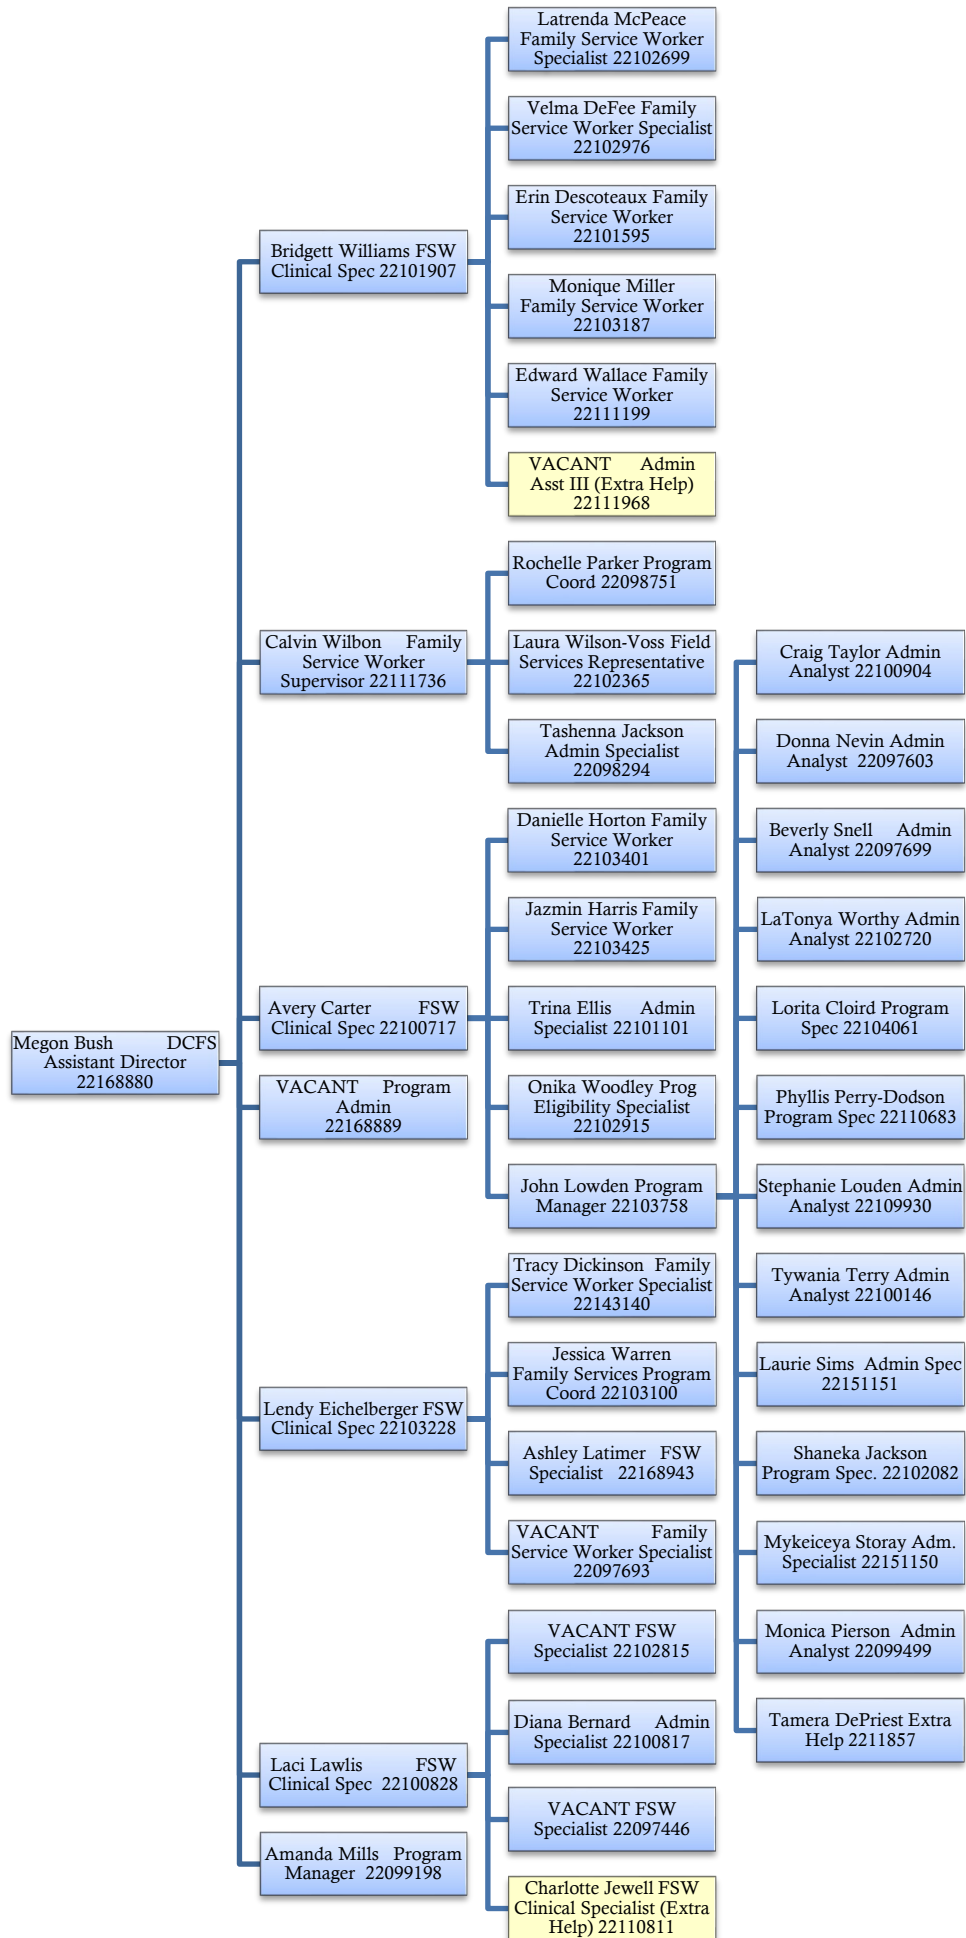 Megon Bush DCFS
Assistant Director
22168880
Bridgett Williams FSW
Clinical Spec 22101907
Latrenda McPeace
Family Service Worker
Specialist 22102699
Velma DeFee Family
Service Worker Specialist
22102976
Erin Descoteaux Family
Service Worker
22101595
Monique Miller
Family Service Worker
22103187
Edward Wallace Family
Service Worker
22111199
VACANT Admin
Asst III (Extra Help)
22111968
Calvin Wilbon Family
Service Worker
Supervisor 22111736
Rochelle Parker Program
Coord 22098751
Laura Wilson-Voss Field
Services Representative
22102365
Tashenna Jackson
Admin Specialist
22098294
Avery Carter FSW
Clinical Spec 22100717
Danielle Horton Family
Service Worker
22103401
Jazmin Harris Family
Service Worker
22103425
Trina Ellis Admin
Specialist 22101101
Onika Woodley Prog
Eligibility Specialist
22102915
John Lowden Program
Manager 22103758
Craig Taylor Admin
Analyst 22100904
Donna Nevin Admin
Analyst 22097603
Beverly Snell Admin
Analyst 22097699
LaTonya Worthy Admin
Analyst 22102720
Lorita Cloird Program
Spec 22104061
Phyllis Perry-Dodson
Program Spec 22110683
Stephanie Louden Admin
Analyst 22109930
Tywania Terry Admin
Analyst 22100146
Laurie Sims Admin Spec
22151151
Shaneka Jackson
Program Spec. 22102082
Mykeiceya Storay Adm.
Specialist 22151150
Monica Pierson Admin
Analyst 22099499
Tamera DePriest Extra
Help 2211857
VACANT Program
Admin
22168889
Lendy Eichelberger FSW
Clinical Spec 22103228
Tracy Dickinson Family
Service Worker Specialist
22143140
Jessica Warren
Family Services Program
Coord 22103100
Ashley Latimer FSW
Specialist 22168943
VACANT Family
Service Worker Specialist
22097693
Laci Lawlis FSW
Clinical Spec 22100828
VACANT FSW
Specialist 22102815
Diana Bernard Admin
Specialist 22100817
VACANT FSW
Specialist 22097446
Charlotte Jewell FSW
Clinical Specialist (Extra
Help) 22110811
Amanda Mills Program
Manager 22099198